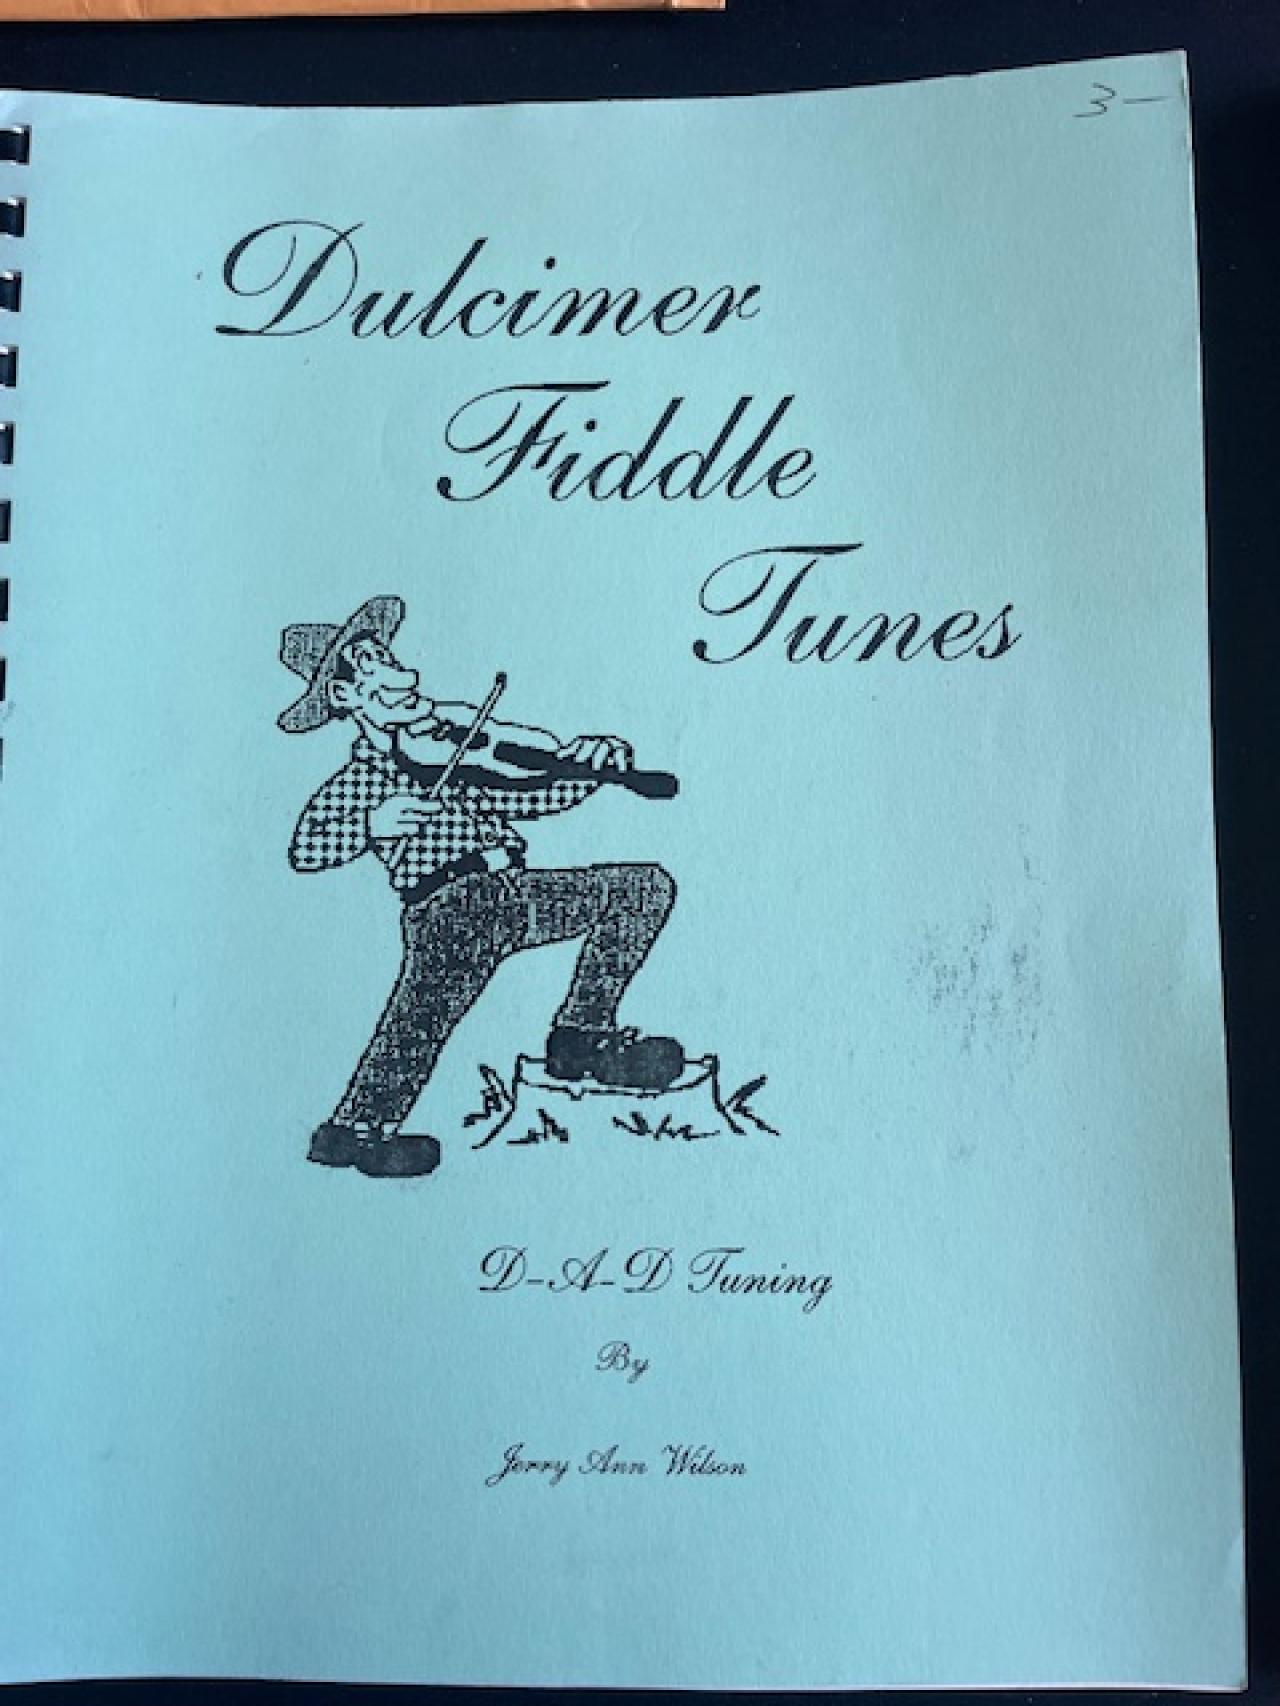 3-
Dulcimer
Fiddle
Tunes
D-A-D Tuning
By
Jerry Ann Wilson